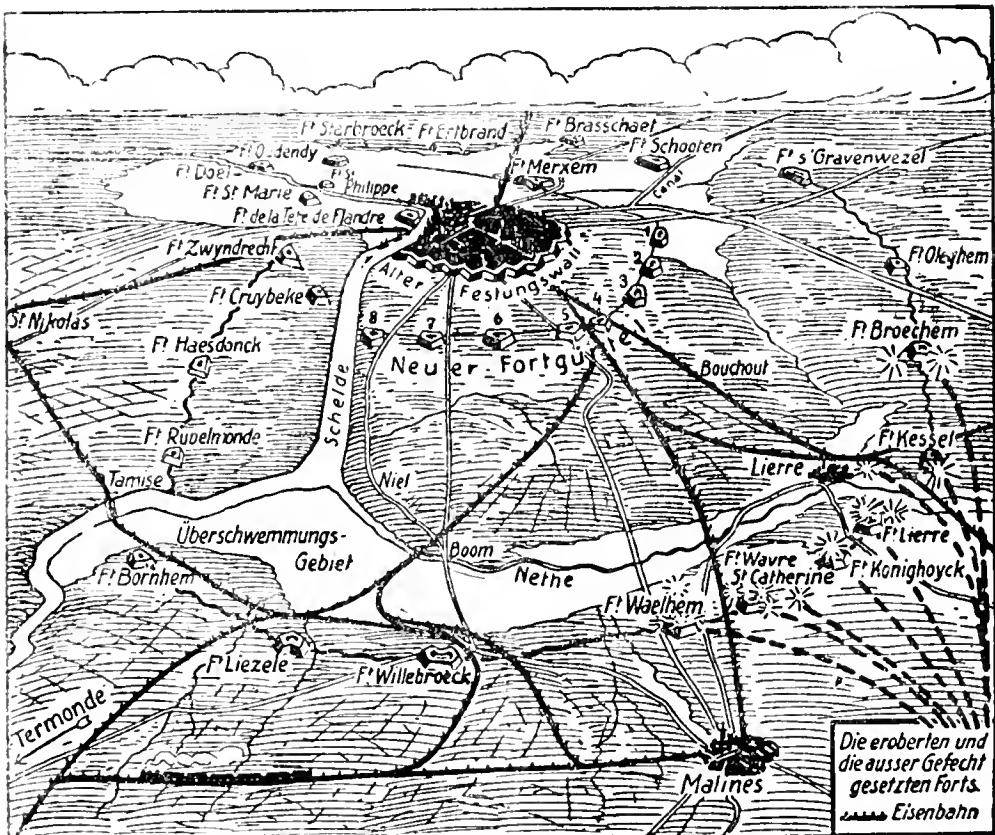 Ft Starbroeck
Ft Ertbrand
Ft Brasschaet
Ft Schooten
Ft Oordendy
Ft Doel
Ft St Philippe
Ft Merxem
Canal
Ft s'Gravenwezel
Ft St Marie
Ft de la Tete de Flandre
Ft Zwyndrecht
Alter Festungswall
1
2
3
4
5
6
7
8
Ft Oleghem
Ft Cruybeke
St Nikolas
Neuer Fortgürtel
Ft Broechem
Ft Haesdonck
Bouchout
Schelde
Ft Rupelmonde
Ft Kessel
Lierre
Tamise
Niel
Überschwemmungs-
Gebiet
Boom
Ft Lierre
Nethe
Ft Wavre
St Catherine
Ft Konighoyck
Ft Bornhem
Ft Waelhem
Ft Liezele
Ft Willebroeck
Termonde
Malines
Die eroberten und
die ausser Gefecht
gesetzten Forts.
Eisenbahn